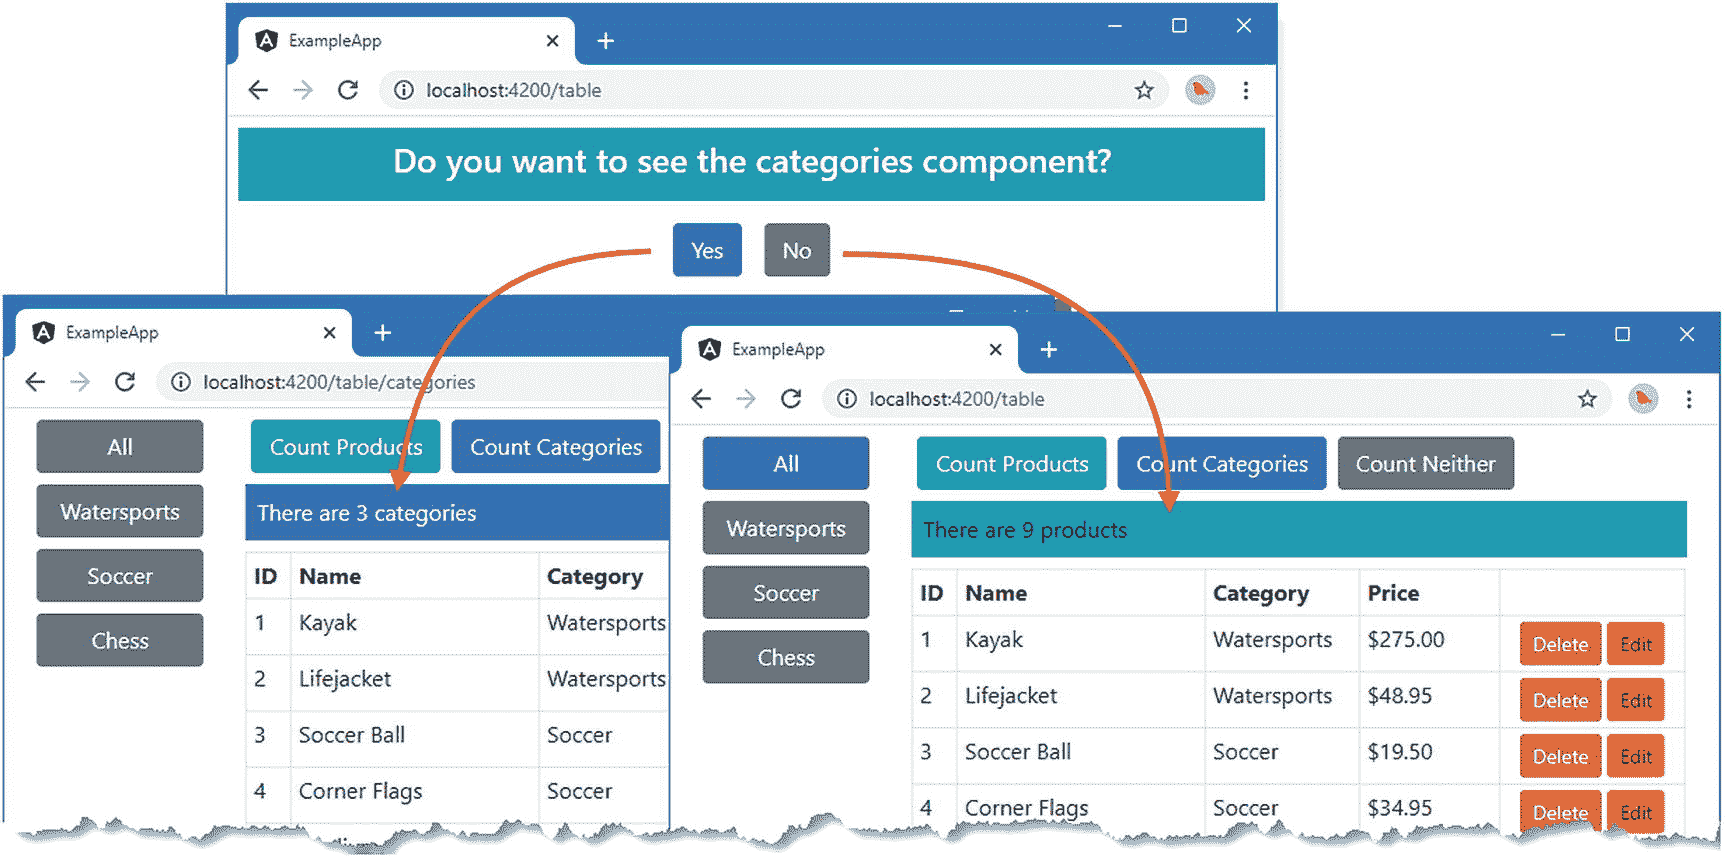 ExampleApp
localhost:4200/table
Do you want to see the categories component?
Yes No
ExampleApp
localhost:4200/table/categories
All
Watersports
Soccer
Chess
Count Products Count Categories
There are 3 categories
ID Name Category
1 Kayak Watersports
2 Lifejacket Watersports
3 Soccer Ball Soccer
4 Corner Flags Soccer
ExampleApp
localhost:4200/table
All
Watersports
Soccer
Chess
Count Products Count Categories Count Neither
There are 9 products
ID Name Category Price
1 Kayak Watersports $275.00 Delete Edit
2 Lifejacket Watersports $48.95 Delete Edit
3 Soccer Ball Soccer $19.50 Delete Edit
4 Corner Flags Soccer $34.95 Delete Edit